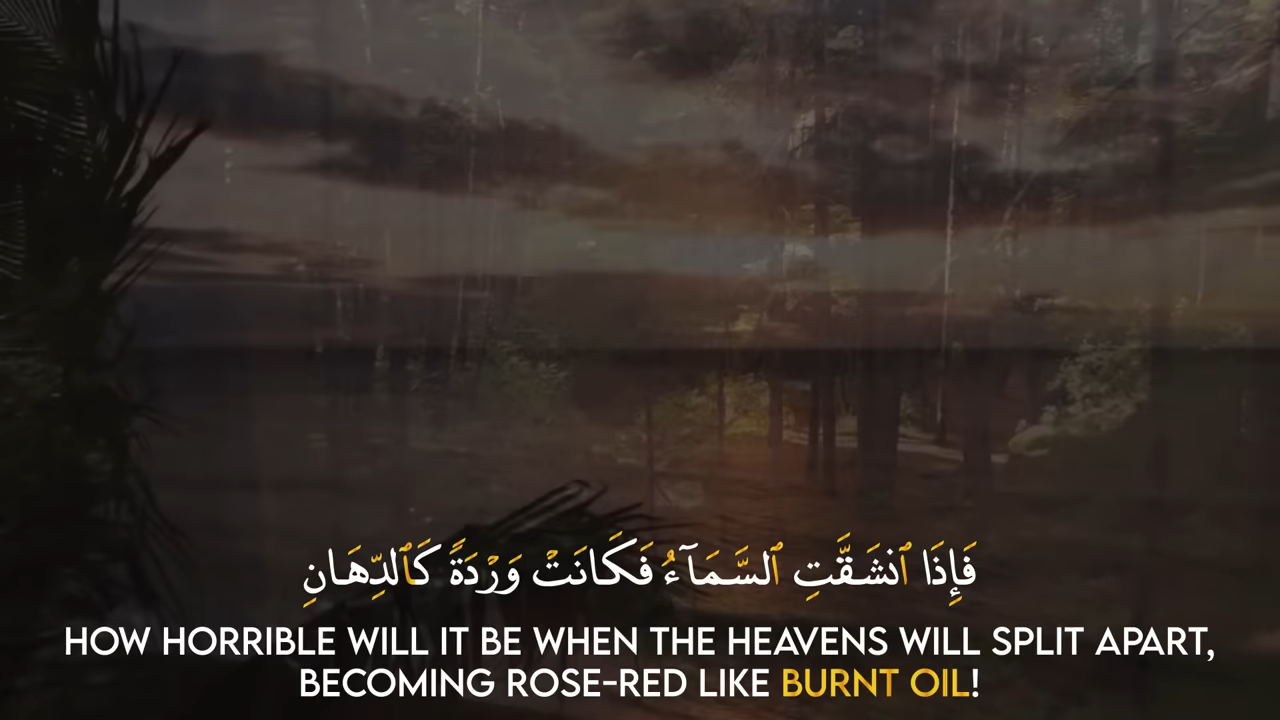 فَإِذَا ٱنشَقَّتِ ٱلسَّمَآءُ فَكَانَتْ وَرْدَةً كَٱلدِّهَانِ
HOW HORRIBLE WILL IT BE WHEN THE HEAVENS WILL SPLIT APART,
BECOMING ROSE-RED LIKE BURNT OIL!